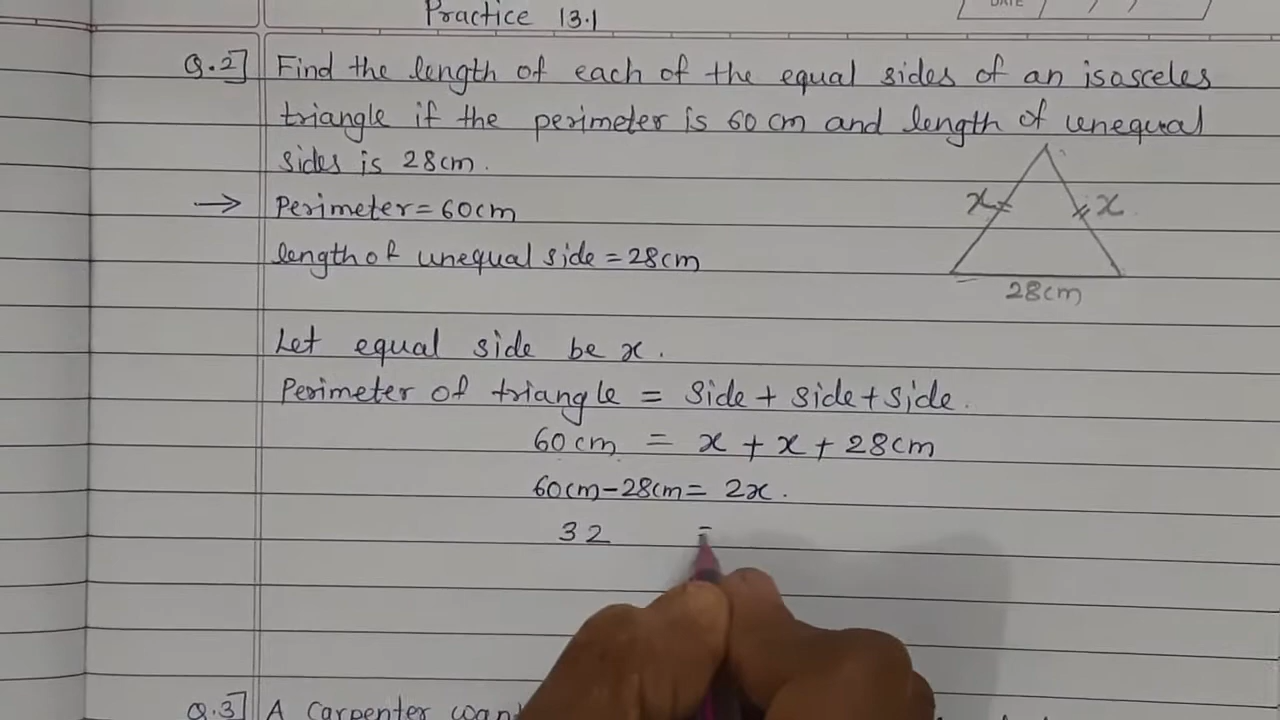 DATE
Practice 13.1
Q.2] Find the length of each of the equal sides of an isosceles
triangle if the perimeter is 60 cm and length of unequal
sides is 28cm.
→ Perimeter = 60cm
length of unequal side = 28cm
x x
28cm
Let equal side be x.
Perimeter of triangle = side + side + side.
60cm = x + x + 28cm
60cm - 28cm = 2x.
32 =
Q.3] A Carpenter